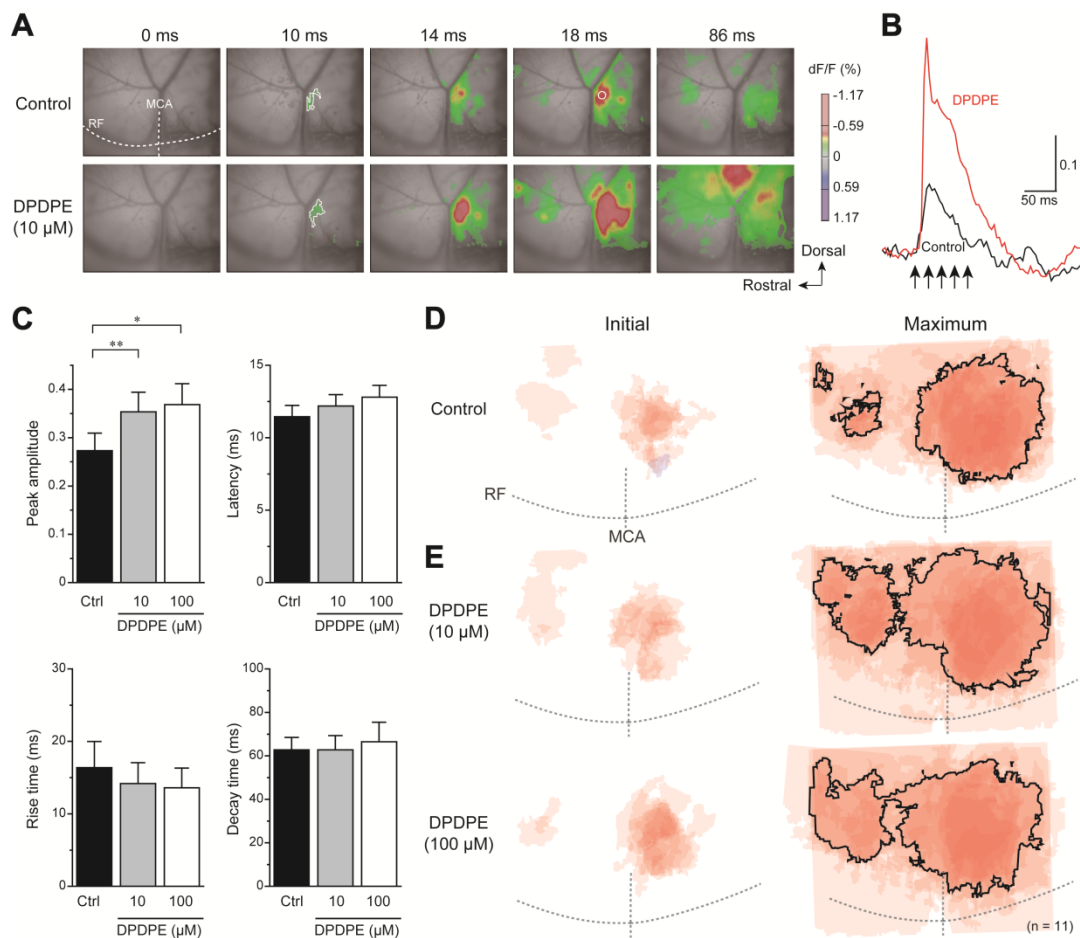 A
0 ms
10 ms
14 ms
18 ms
86 ms
Control
MCA
RF
DPDPE
(10 μM)
dF/F (%)
-1.17
-0.59
0
0.59
1.17
Dorsal
Rostral
B
DPDPE
Control
0.1
50 ms
C
*
**
Peak amplitude
0.4
0.3
0.2
0.1
0
Ctrl
10
100
DPDPE (μM)
Latency (ms)
15
10
5
0
Ctrl
10
100
DPDPE (μM)
Rise time (ms)
30
20
10
0
Ctrl
10
100
DPDPE (μM)
Decay time (ms)
100
80
60
40
20
0
Ctrl
10
100
DPDPE (μM)
D
Initial
Maximum
Control
RF
MCA
E
DPDPE
(10 μM)
DPDPE
(100 μM)
(n = 11)